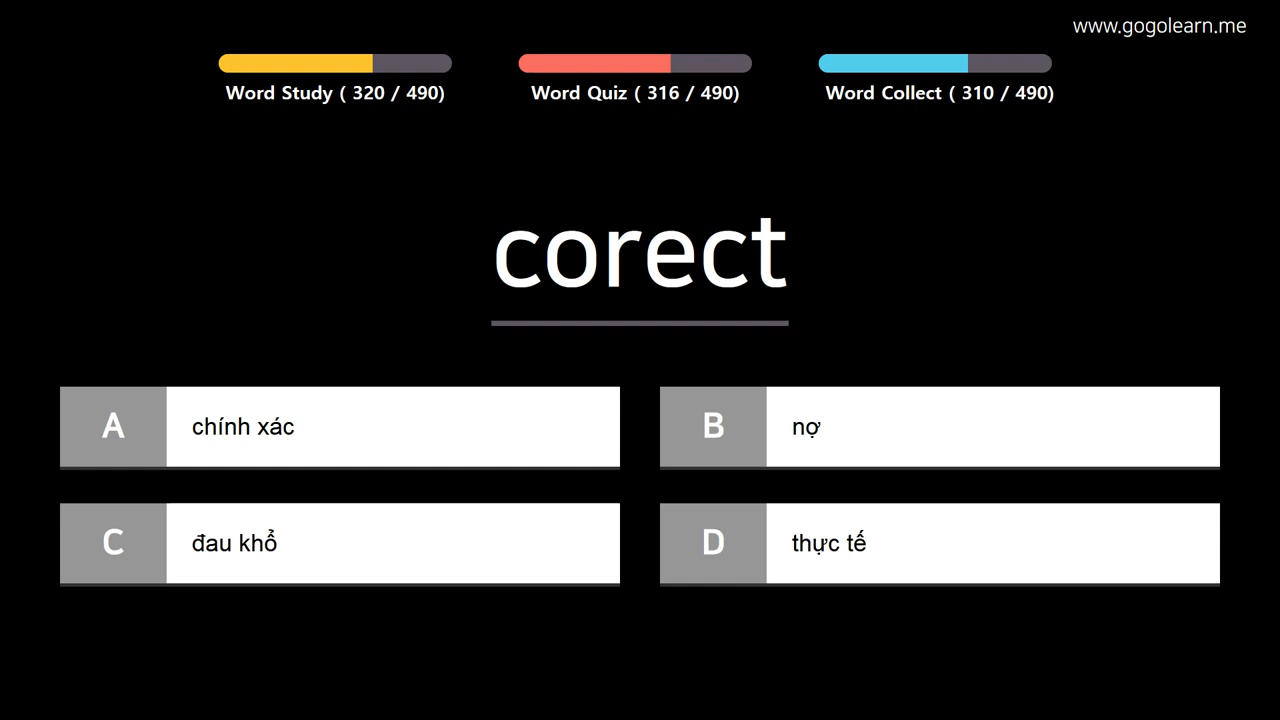 www.gogolearn.me
Word Study ( 320 / 490)
Word Quiz ( 316 / 490)
Word Collect ( 310 / 490)
corect
A chính xác
B nợ
C đau khổ
D thực tế